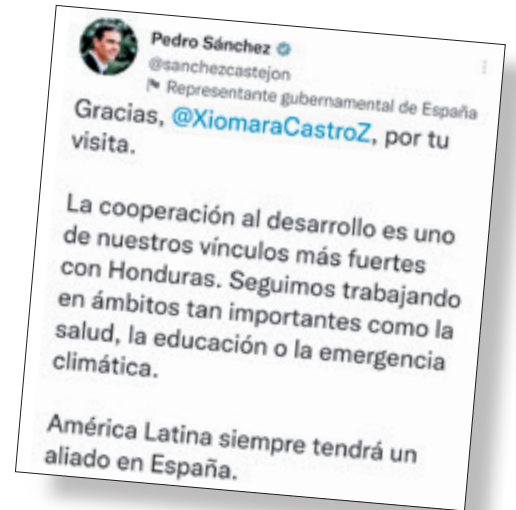 Pedro Sánchez
@sanchezcastejon
Representante gubernamental de España
Gracias, @XiomaraCastroZ, por tu
visita.
La cooperación al desarrollo es uno
de nuestros vínculos más fuertes
con Honduras. Seguimos trabajando
en ámbitos tan importantes como la
salud, la educación o la emergencia
climática.
América Latina siempre tendrá un
aliado en España.